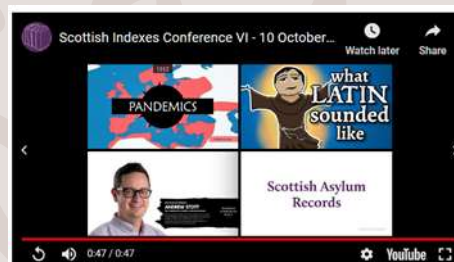 Scottish Indexes Conference VI - 10 October...
Watch later
Share
PANDEMICS
what
LATIN
sounded
like
ANDREW STOTT
Scottish Asylum
Records
0:47 / 0:47
YouTube